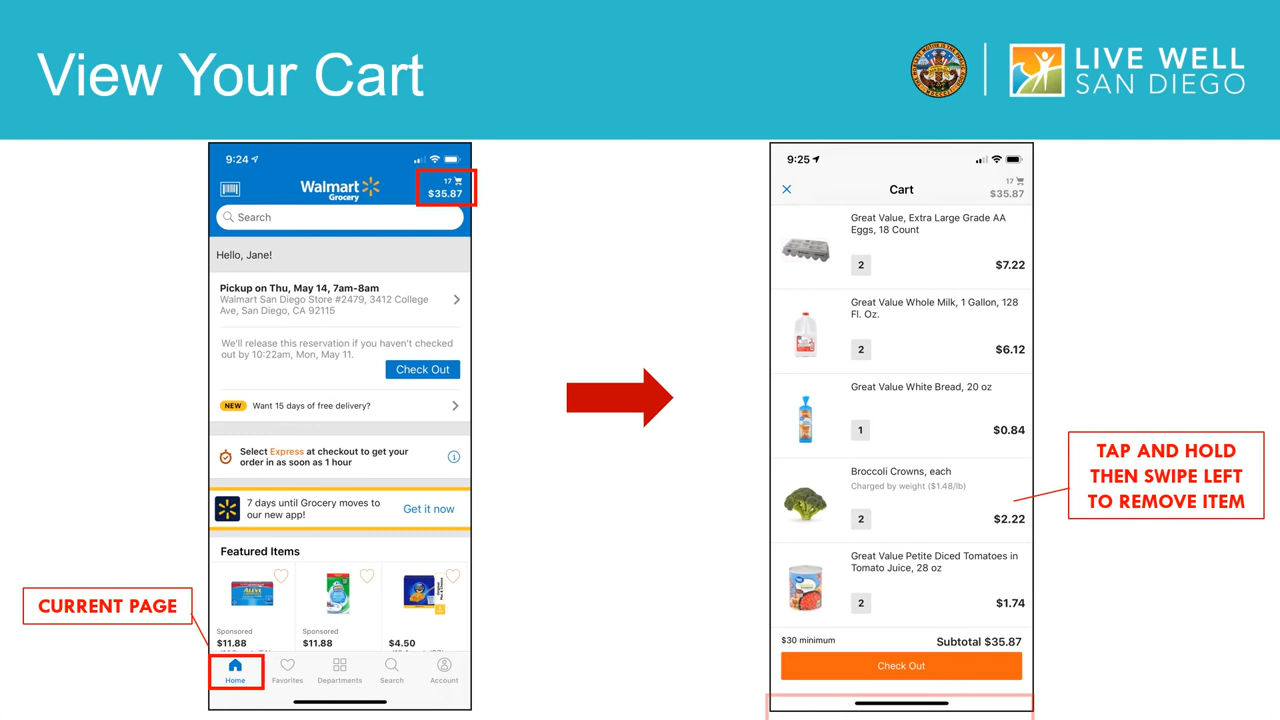 View Your Cart
LIVE WELL
SAN DIEGO
9:24
Walmart
Grocery
17
$35.87
Search
Hello, Jane!
Pickup on Thu, May 14, 7am-8am
Walmart San Diego Store #2479, 3412 College
Ave, San Diego, CA 92115
We'll release this reservation if you haven't checked
out by 10:22am, Mon, May 11.
Check Out
NEW Want 15 days of free delivery?
Select Express at checkout to get your
order in as soon as 1 hour
7 days until Grocery moves to
our new app!
Get it now
Featured Items
Sponsored
$11.88
Sponsored
$11.88
$4.50
CURRENT PAGE
Home
Favorites
Departments
Search
Account
9:25
Cart
17
$35.87
Great Value, Extra Large Grade AA
Eggs, 18 Count
2
$7.22
Great Value Whole Milk, 1 Gallon, 128
Fl. Oz.
2
$6.12
Great Value White Bread, 20 oz
1
$0.84
Broccoli Crowns, each
Charged by weight ($1.48/lb)
2
$2.22
Great Value Petite Diced Tomatoes in
Tomato Juice, 28 oz
2
$1.74
$30 minimum
Subtotal $35.87
Check Out
TAP AND HOLD
THEN SWIPE LEFT
TO REMOVE ITEM